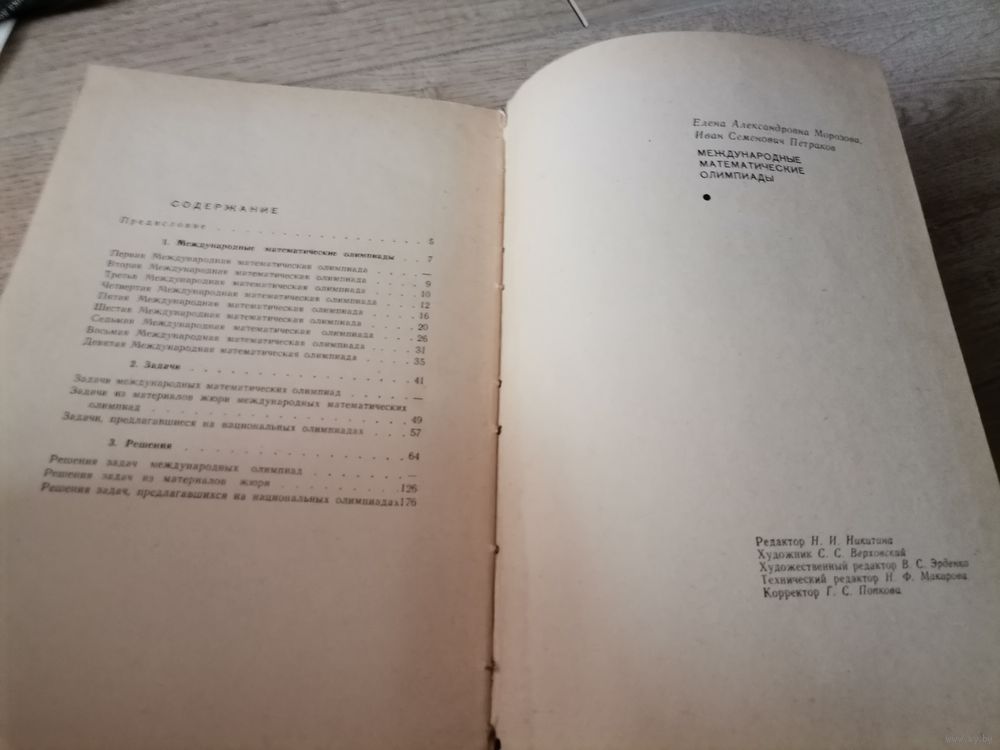 СОДЕРЖАНИЕ
Предисловие . . . . . . . . . . . . . . . . 5
1. Международные математические олимпиады . . 7
Первая Международная математическая олимпиада . . . . —
Вторая Международная математическая олимпиада . . . . 9
Третья Международная математическая олимпиада . . . . 10
Четвертая Международная математическая олимпиада . . . 12
Пятая Международная математическая олимпиада . . . . 16
Шестая Международная математическая олимпиада . . . . 20
Седьмая Международная математическая олимпиада . . . 26
Восьмая Международная математическая олимпиада . . . . 31
Девятая Международная математическая олимпиада . . . . 35
2. Задачи . . . . . . . . . . . . . . 41
Задачи международных математических олимпиад . . . . —
Задачи из материалов жюри международных математических
олимпиад . . . . . . . . . . . . . . . . 49
Задачи, предлагавшиеся на национальных олимпиадах . . . 57
3. Решения . . . . . . . . . . . . . . 64
Решения задач международных олимпиад . . . . . . . —
Решения задач из материалов жюри . . . . . . . . . 126
Решения задач, предлагавшихся на национальных олимпиадах 176
Елена Александровна Морозова,
Иван Семенович Петраков
МЕЖДУНАРОДНЫЕ
МАТЕМАТИЧЕСКИЕ
ОЛИМПИАДЫ
Редактор Н. И. Никитина
Художник С. С. Верховский
Художественный редактор В. С. Эрденко
Технический редактор Н. Ф. Макарова
Корректор Г. С. Попкова
www.ay.by